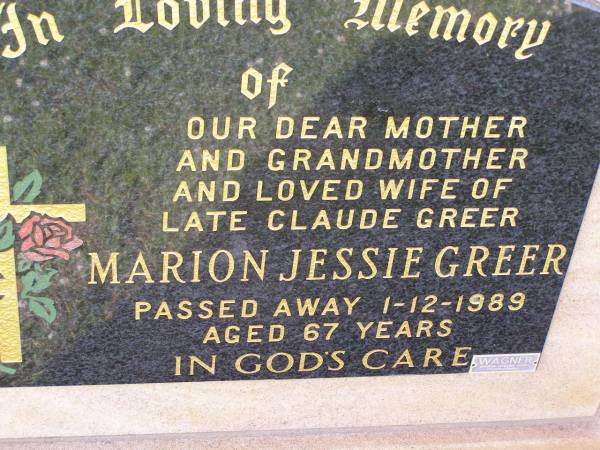 In Loving Memory
of
OUR DEAR MOTHER
AND GRANDMOTHER
AND LOVED WIFE OF
LATE CLAUDE GREER
MARION JESSIE GREER
PASSED AWAY 1-12-1989
AGED 67 YEARS
IN GOD'S CARE
WAGNER